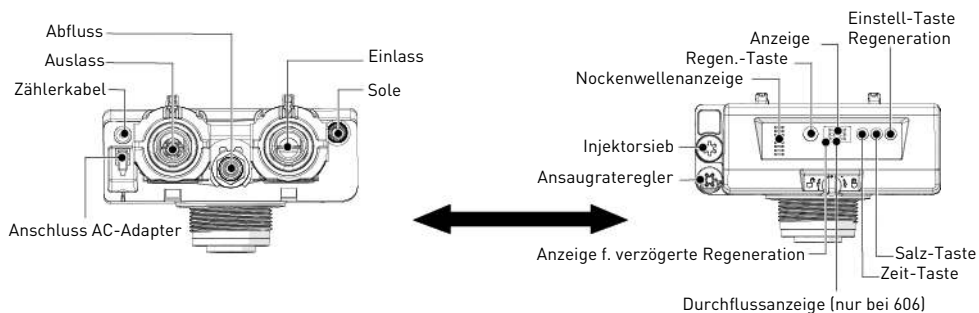 Abfluss
Auslass
Zählerkabel
Einlass
Sole
Anschluss AC-Adapter
Einstell-Taste
Regeneration
Anzeige
Regen.-Taste
Nockenwellenanzeige
Injektorsieb
Ansaugrateregler
Anzeige f. verzögerte Regeneration
Salz-Taste
Zeit-Taste
Durchflussanzeige (nur bei 606)